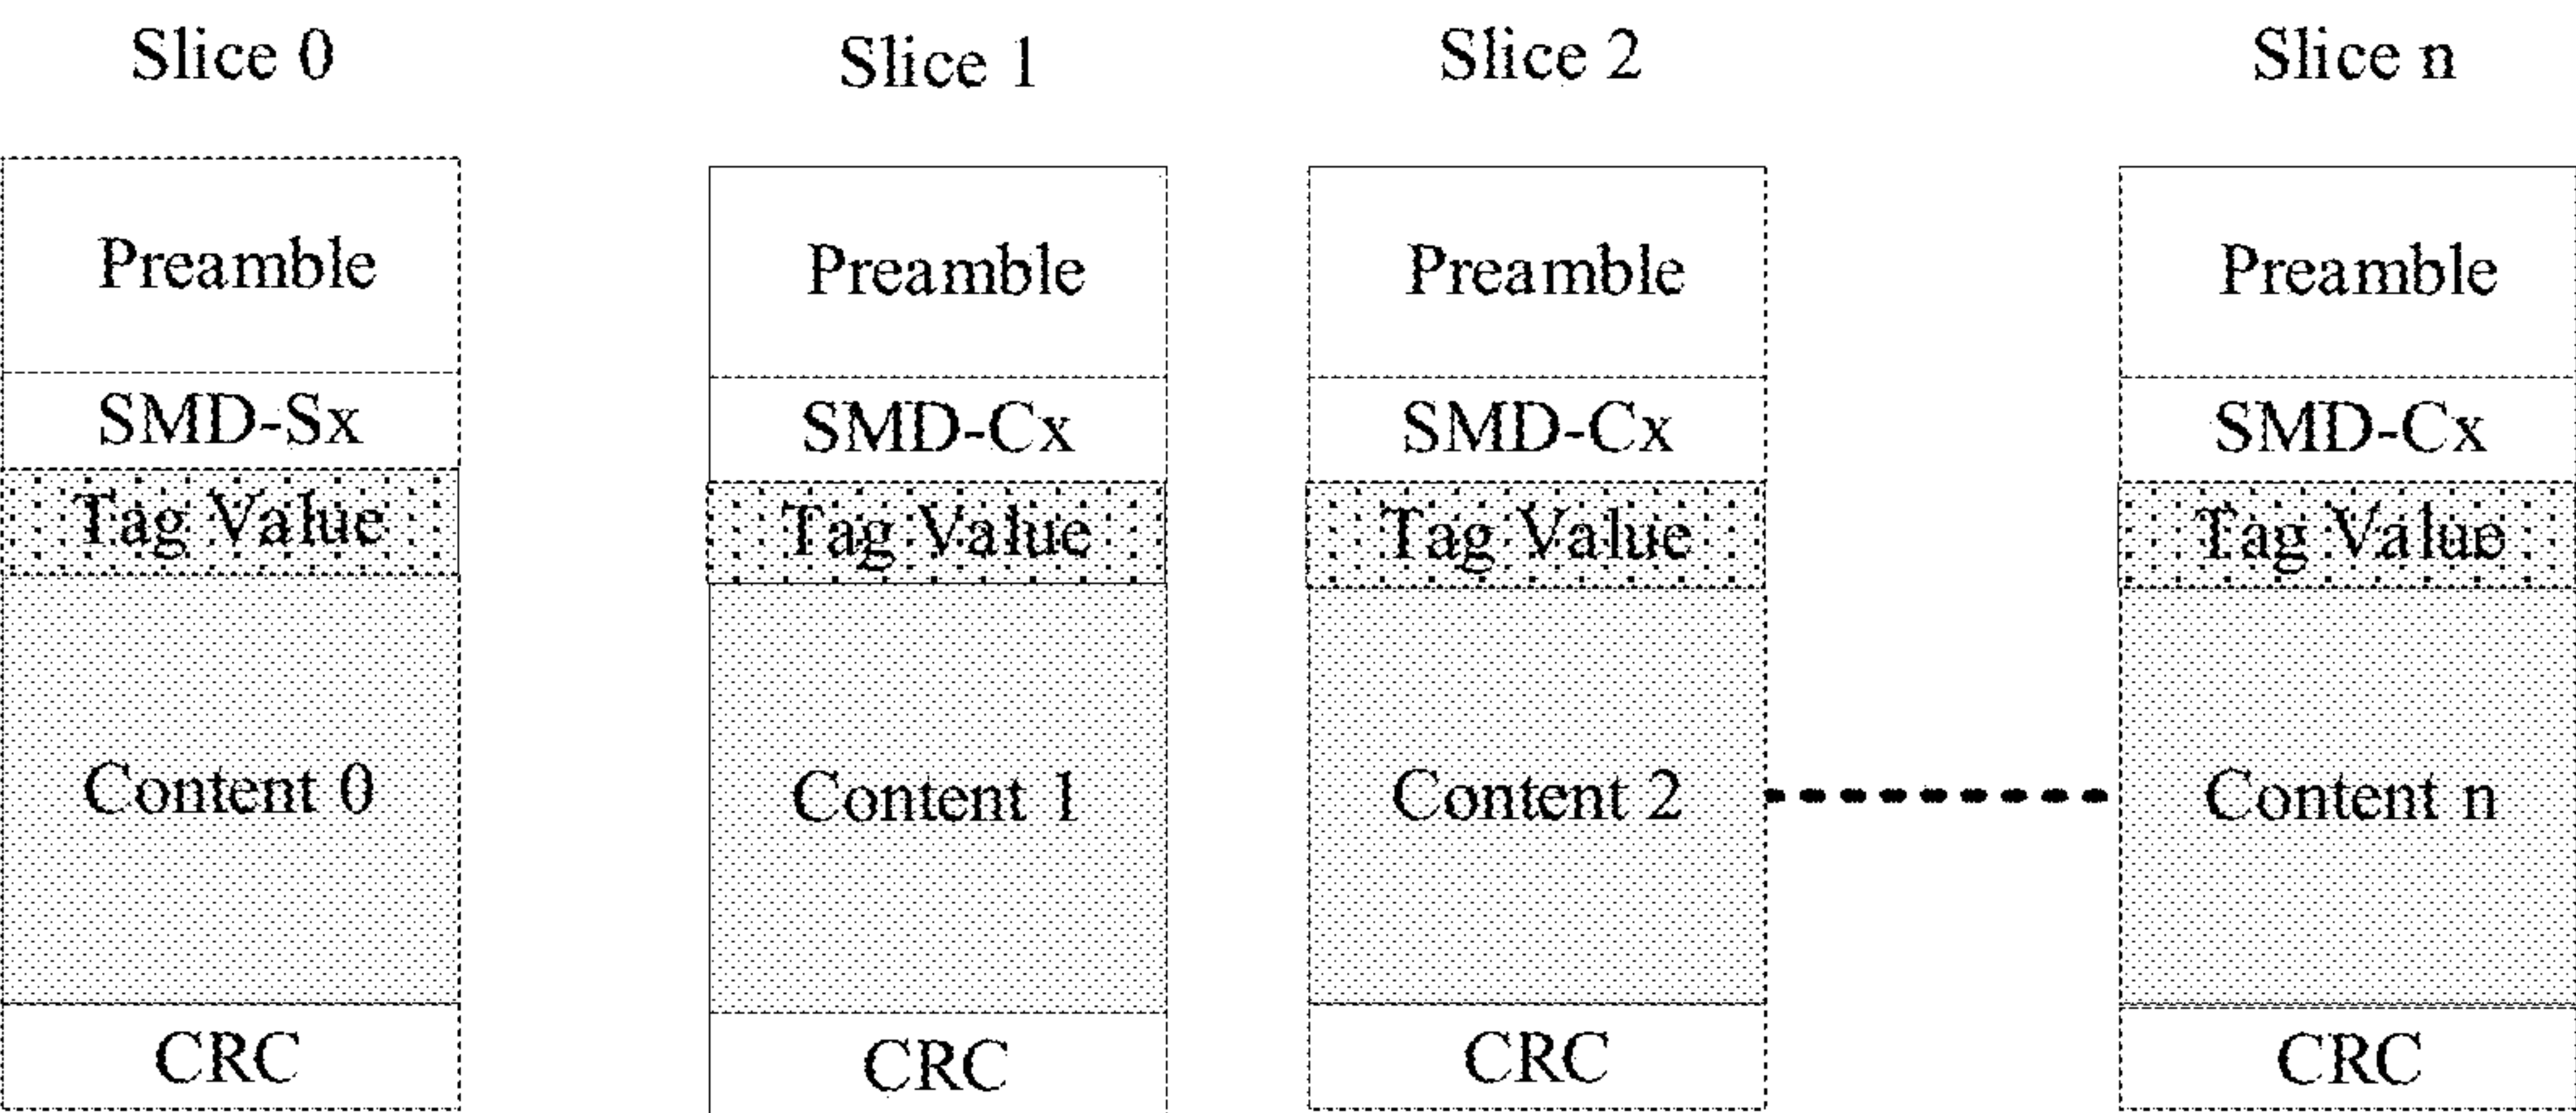 Slice 0
Preamble
SMD-Sx
Tag Value
Content 0
CRC
Slice 1
Preamble
SMD-Cx
Tag Value
Content 1
CRC
Slice 2
Preamble
SMD-Cx
Tag Value
Content 2
CRC
Slice n
Preamble
SMD-Cx
Tag Value
Content n
CRC